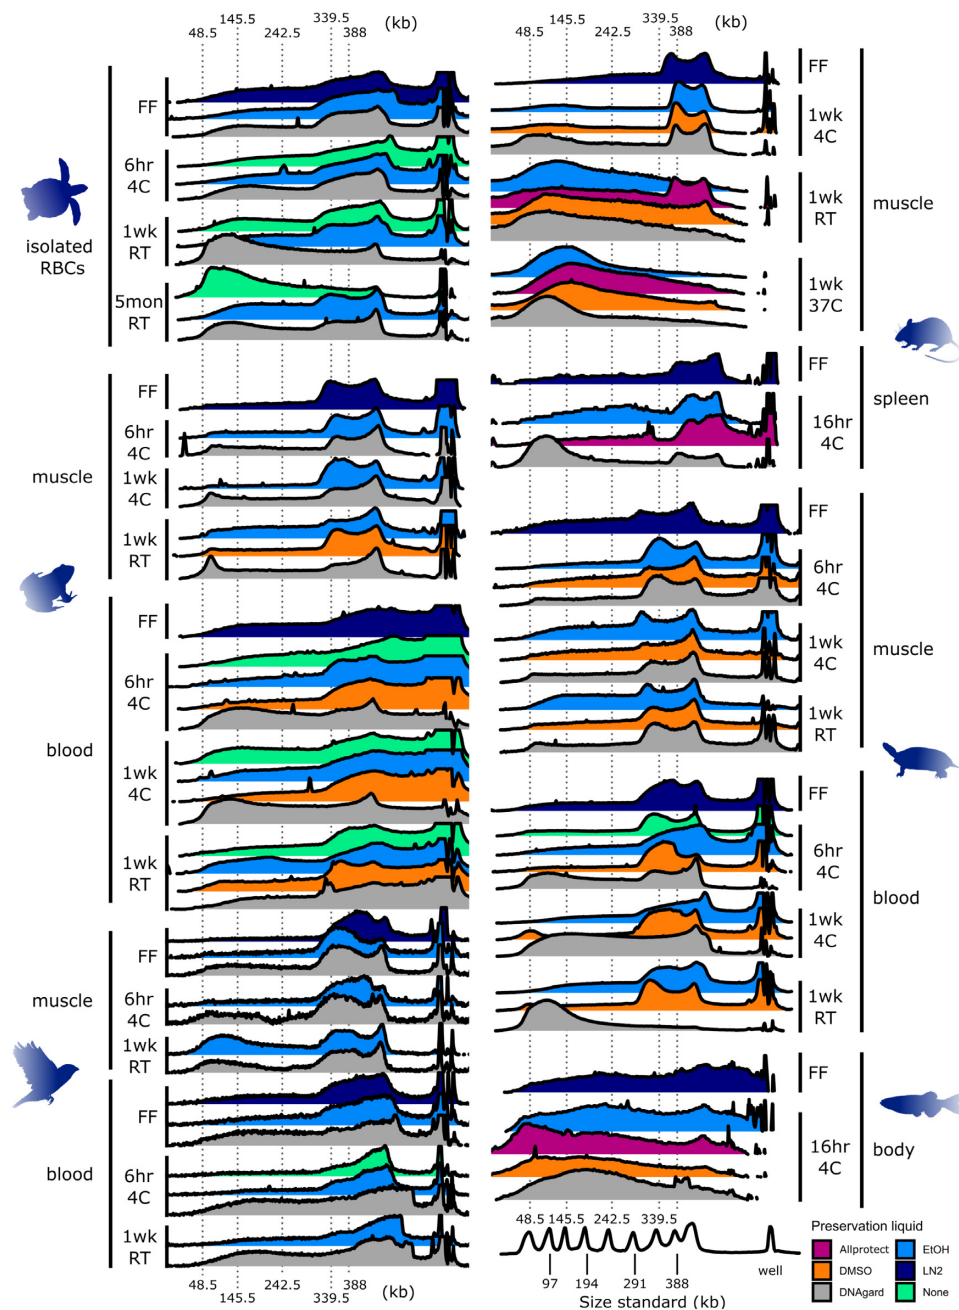 145.5 339.5 (kb)
48.5 242.5 388
FF
6hr
4C
isolated
RBCs
1wk
RT
5mon
RT
FF
6hr
4C
muscle
1wk
4C
1wk
RT
FF
6hr
4C
blood
1wk
4C
1wk
RT
FF
muscle
6hr
4C
1wk
RT
FF
blood
6hr
4C
1wk
RT
48.5 242.5 388
145.5 339.5 (kb)
145.5 339.5 (kb)
48.5 242.5 388
FF
1wk
4C
1wk
RT
muscle
1wk
37C
FF
spleen
16hr
4C
FF
6hr
4C
muscle
1wk
4C
1wk
RT
FF
6hr
4C
blood
1wk
4C
1wk
RT
FF
16hr
4C
body
48.5 145.5 242.5 339.5
97 194 291 388
well
Size standard (kb)
Preservation liquid
Allprotect EtOH
DMSO LN2
DNAgard None